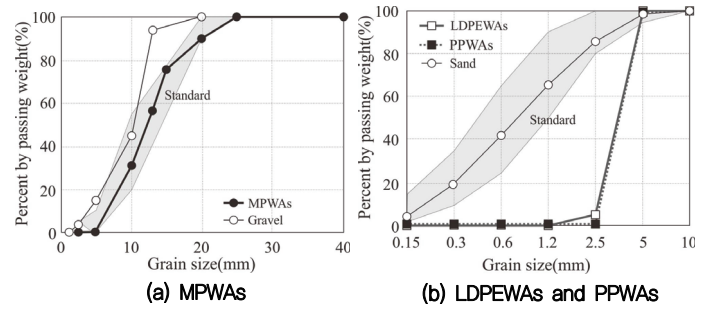 Percent by passing weight(%)
100
80
60
40
20
0
Standard
MPWAs
Gravel
0
10
20
30
40
Grain size(mm)
(a) MPWAs
Percent by passing weight(%)
100
80
60
40
20
0
LDPEWAs
PPWAs
Sand
Standard
0.15
0.3
0.6
1.2
2.5
5
10
Grain size(mm)
(b) LDPEWAs and PPWAs